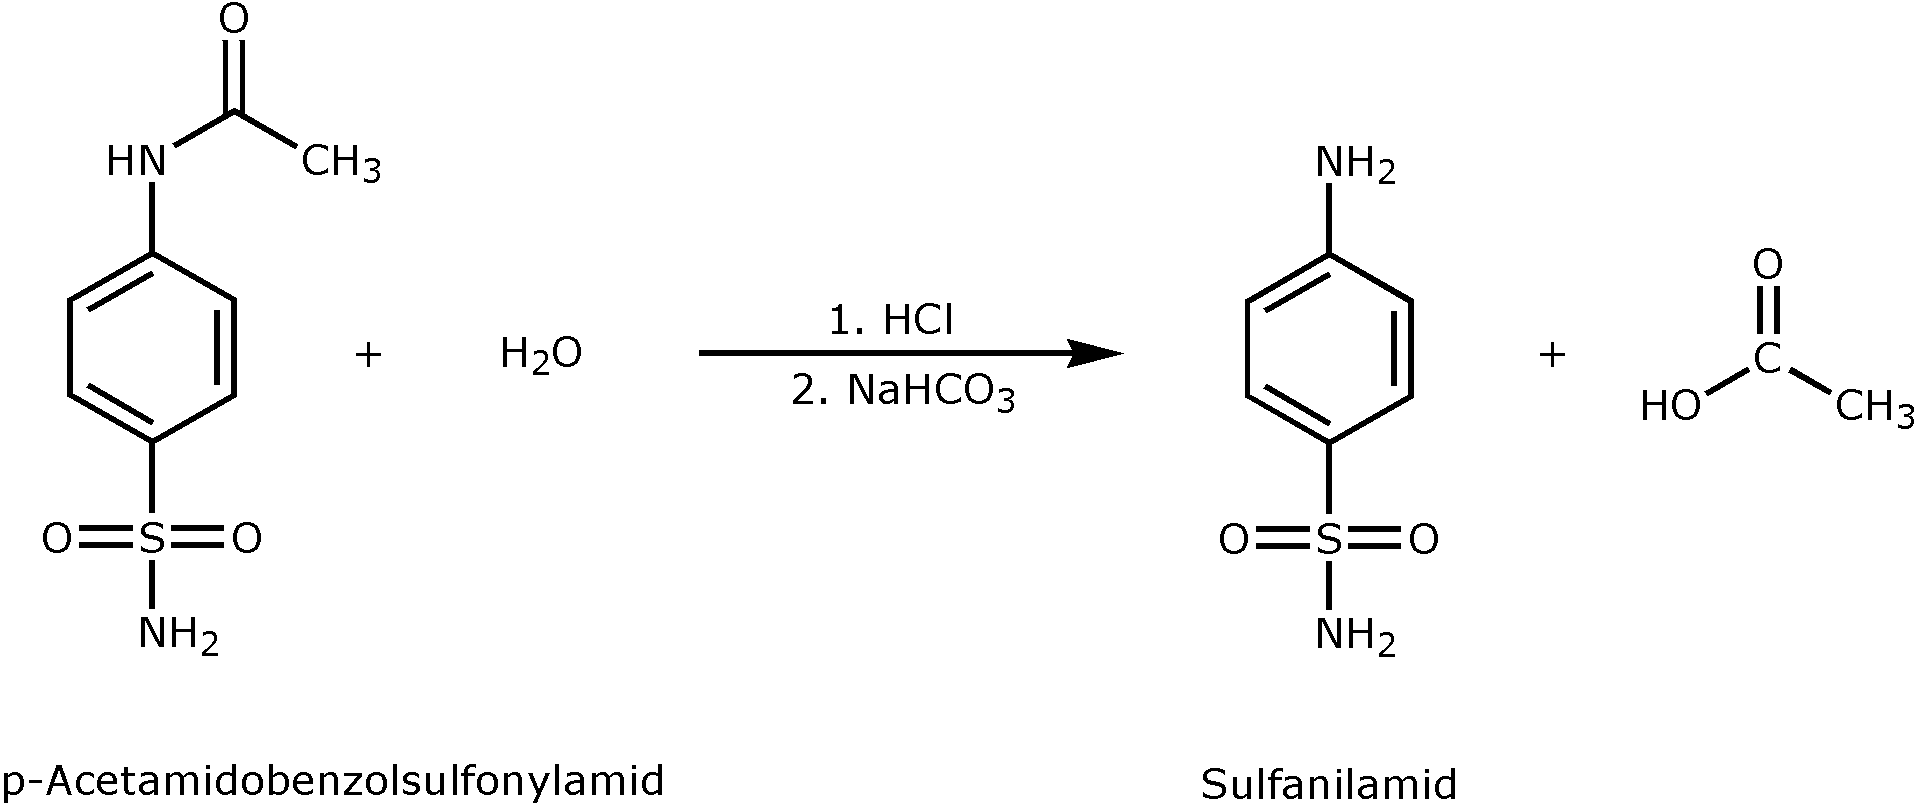 O
HN
CH3
O=S=O
NH2
+
H2O
1. HCl
2. NaHCO3
NH2
O=S=O
NH2
+
O
C
HO
CH3
p-Acetamidobenzolsulfonylamid
Sulfanilamid